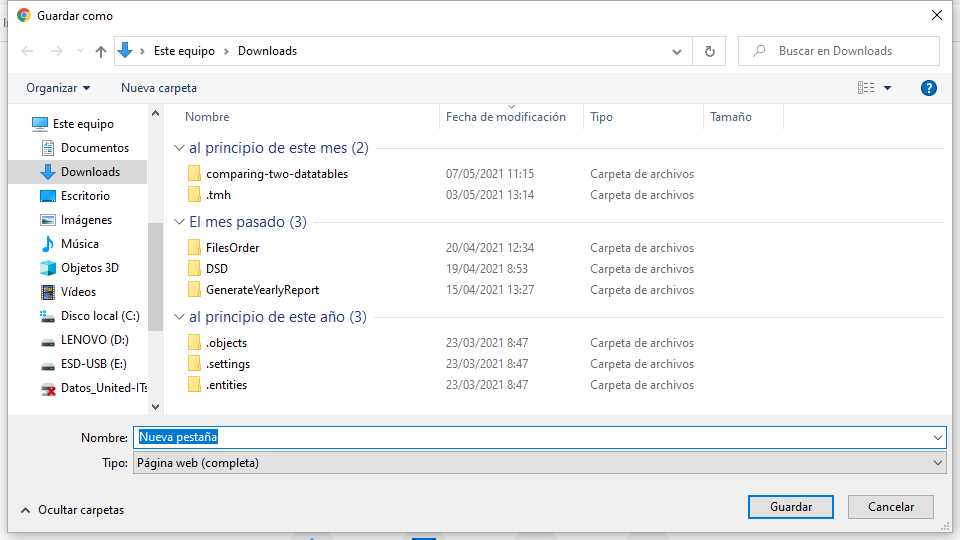 Guardar como
Este equipo > Downloads
Buscar en Downloads
Organizar
Nueva carpeta
?
Nombre Fecha de modificación Tipo Tamaño
Este equipo
Documentos
Downloads
Escritorio
Imágenes
Música
Objetos 3D
Vídeos
Disco local (C:)
LENOVO (D:)
ESD-USB (E:)
Datos_United-ITs
al principio de este mes (2)
comparing-two-datatables 07/05/2021 11:15 Carpeta de archivos
.tmh 03/05/2021 13:14 Carpeta de archivos
El mes pasado (3)
FilesOrder 20/04/2021 12:34 Carpeta de archivos
DSD 19/04/2021 8:53 Carpeta de archivos
GenerateYearlyReport 15/04/2021 13:27 Carpeta de archivos
al principio de este año (3)
.objects 23/03/2021 8:47 Carpeta de archivos
.settings 23/03/2021 8:47 Carpeta de archivos
.entities 23/03/2021 8:47 Carpeta de archivos
Nombre: Nueva pestaña
Tipo: Página web (completa)
Ocultar carpetas
Guardar
Cancelar